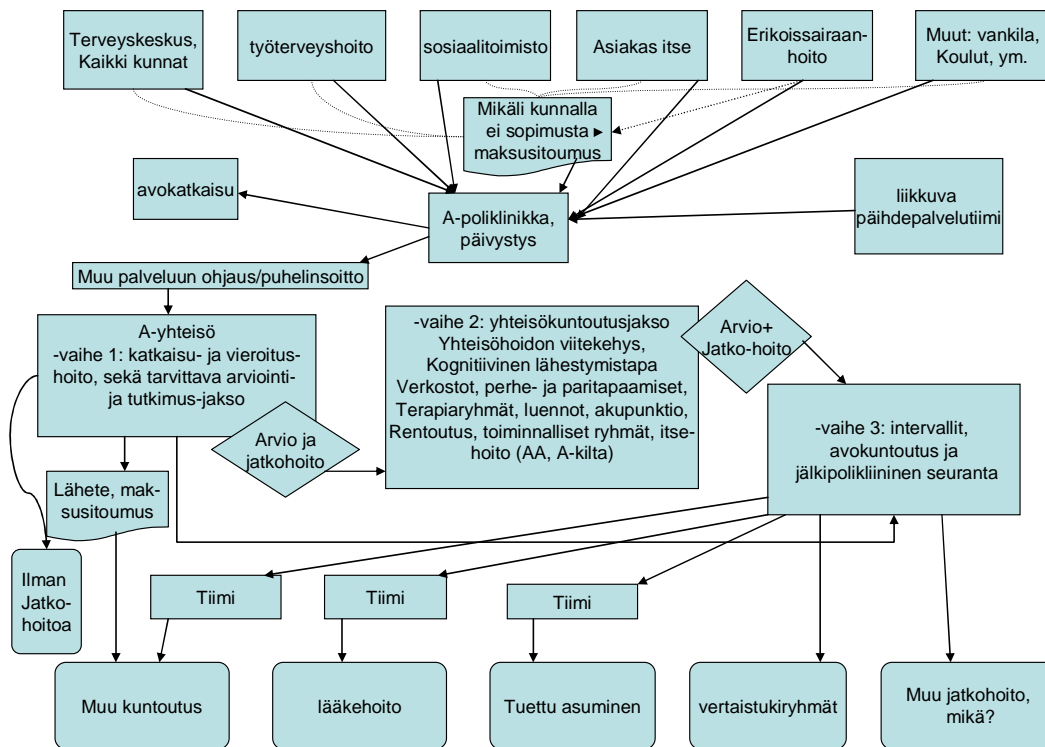 Terveyskeskus,
Kaikki kunnat
työterveyshoito
sosiaalitoimisto
Asiakas itse
Erikoissairaan-
hoito
Muut: vankila,
Koulut, ym.
Mikäli kunnalla
ei sopimusta ►
maksusitoumus
avokatkaisu
A-poliklinikka,
päivystys
liikkuva
päihdepalvelutiimi
Muu palveluun ohjaus/puhelinsoitto
A-yhteisö
-vaihe 1: katkaisu- ja vieroitus-
hoito, sekä tarvittava arviointi-
ja tutkimus-jakso
Arvio ja
jatkohoito
-vaihe 2: yhteisökuntoutusjakso
Yhteisöhoidon viitekehys,
Kognitiivinen lähestymistapa
Verkostot, perhe- ja paritapaamiset,
Terapiaryhmät, luennot, akupunktio,
Rentoutus, toiminnalliset ryhmät, itse-
hoito (AA, A-kilta)
Arvio+
Jatko-hoito
-vaihe 3: intervallit,
avokuntoutus ja
jälkipolikliininen
seuranta
Lähete, mak-
susitoumus
Ilman
Jatko-
hoitoa
Tiimi
Tiimi
Tiimi
Muu kuntoutus
lääkehoito
Tuettu asuminen
vertaistukiryhmät
Muu jatkohoito,
mikä?